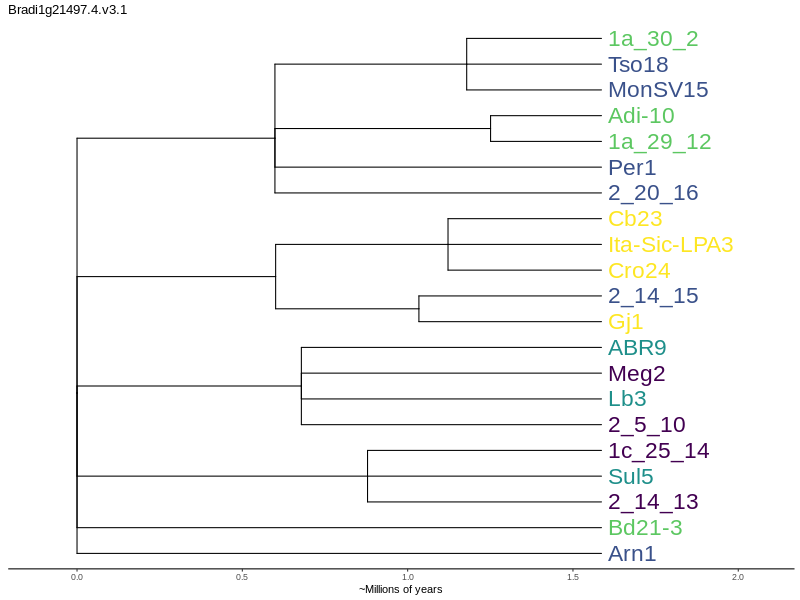 Bradi1g21497.4.v3.1
1a_30_2
Tso18
MonSV15
Adi-10
1a_29_12
Per1
2_20_16
Cb23
Ita-Sic-LPA3
Cro24
2_14_15
Gj1
ABR9
Meg2
Lb3
2_5_10
1c_25_14
Sul5
2_14_13
Bd21-3
Arn1
0.0 0.5 1.0 1.5 2.0
~Millions of years